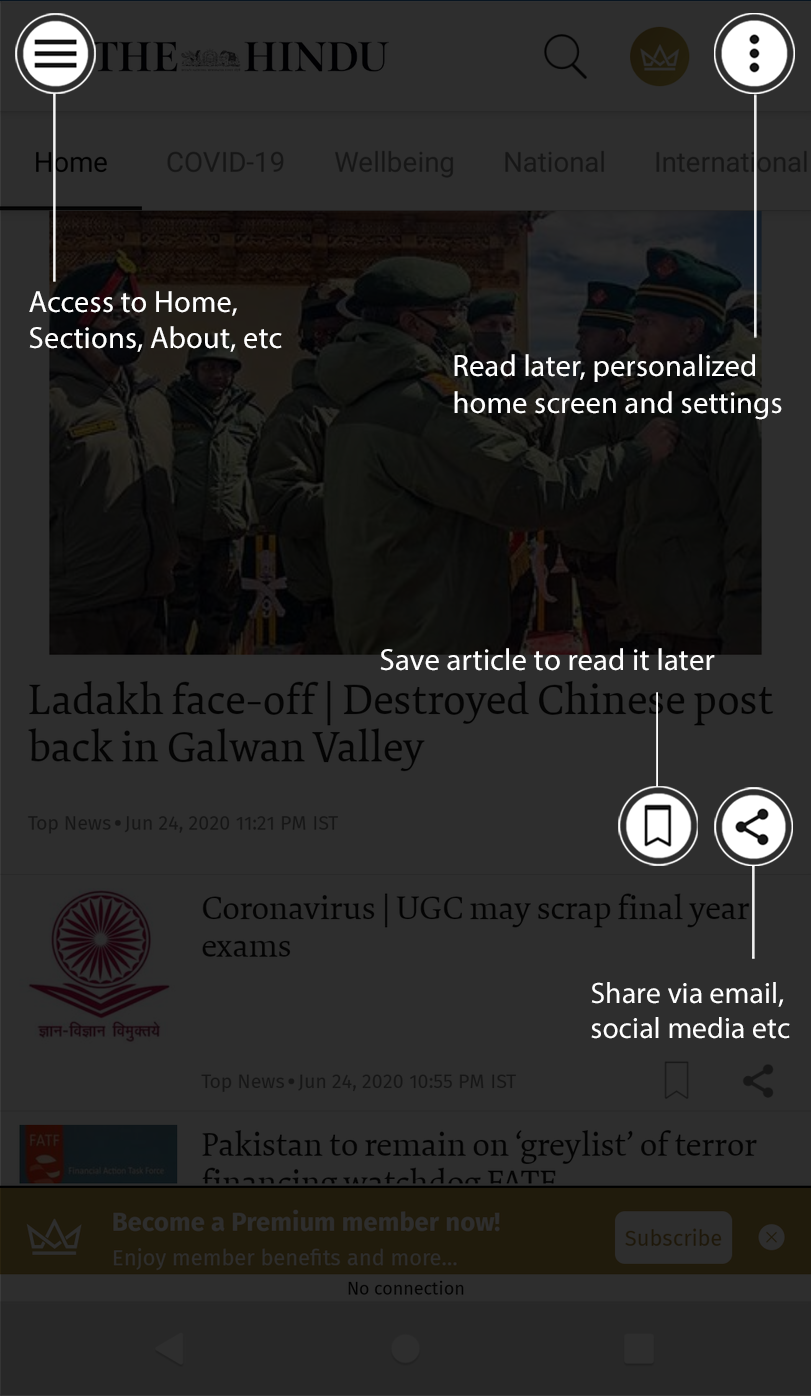 THE HINDU
Home COVID-19 Wellbeing National International
Access to Home,
Sections, About, etc
Read later, personalized
home screen and settings
Save article to read it later
Ladakh face-off | Destroyed Chinese post
back in Galwan Valley
Top News • Jun 24, 2020 11:21 PM IST
Coronavirus | UGC may scrap final year
exams
ज्ञान-विज्ञान विमुक्तये
Share via email,
social media etc
Top News • Jun 24, 2020 10:55 PM IST
FATF
Financial Action Task Force
Pakistan to remain on ‘greylist’ of terror
financing watchdog FATF
Become a Premium member now!
Enjoy member benefits and more...
Subscribe
No connection